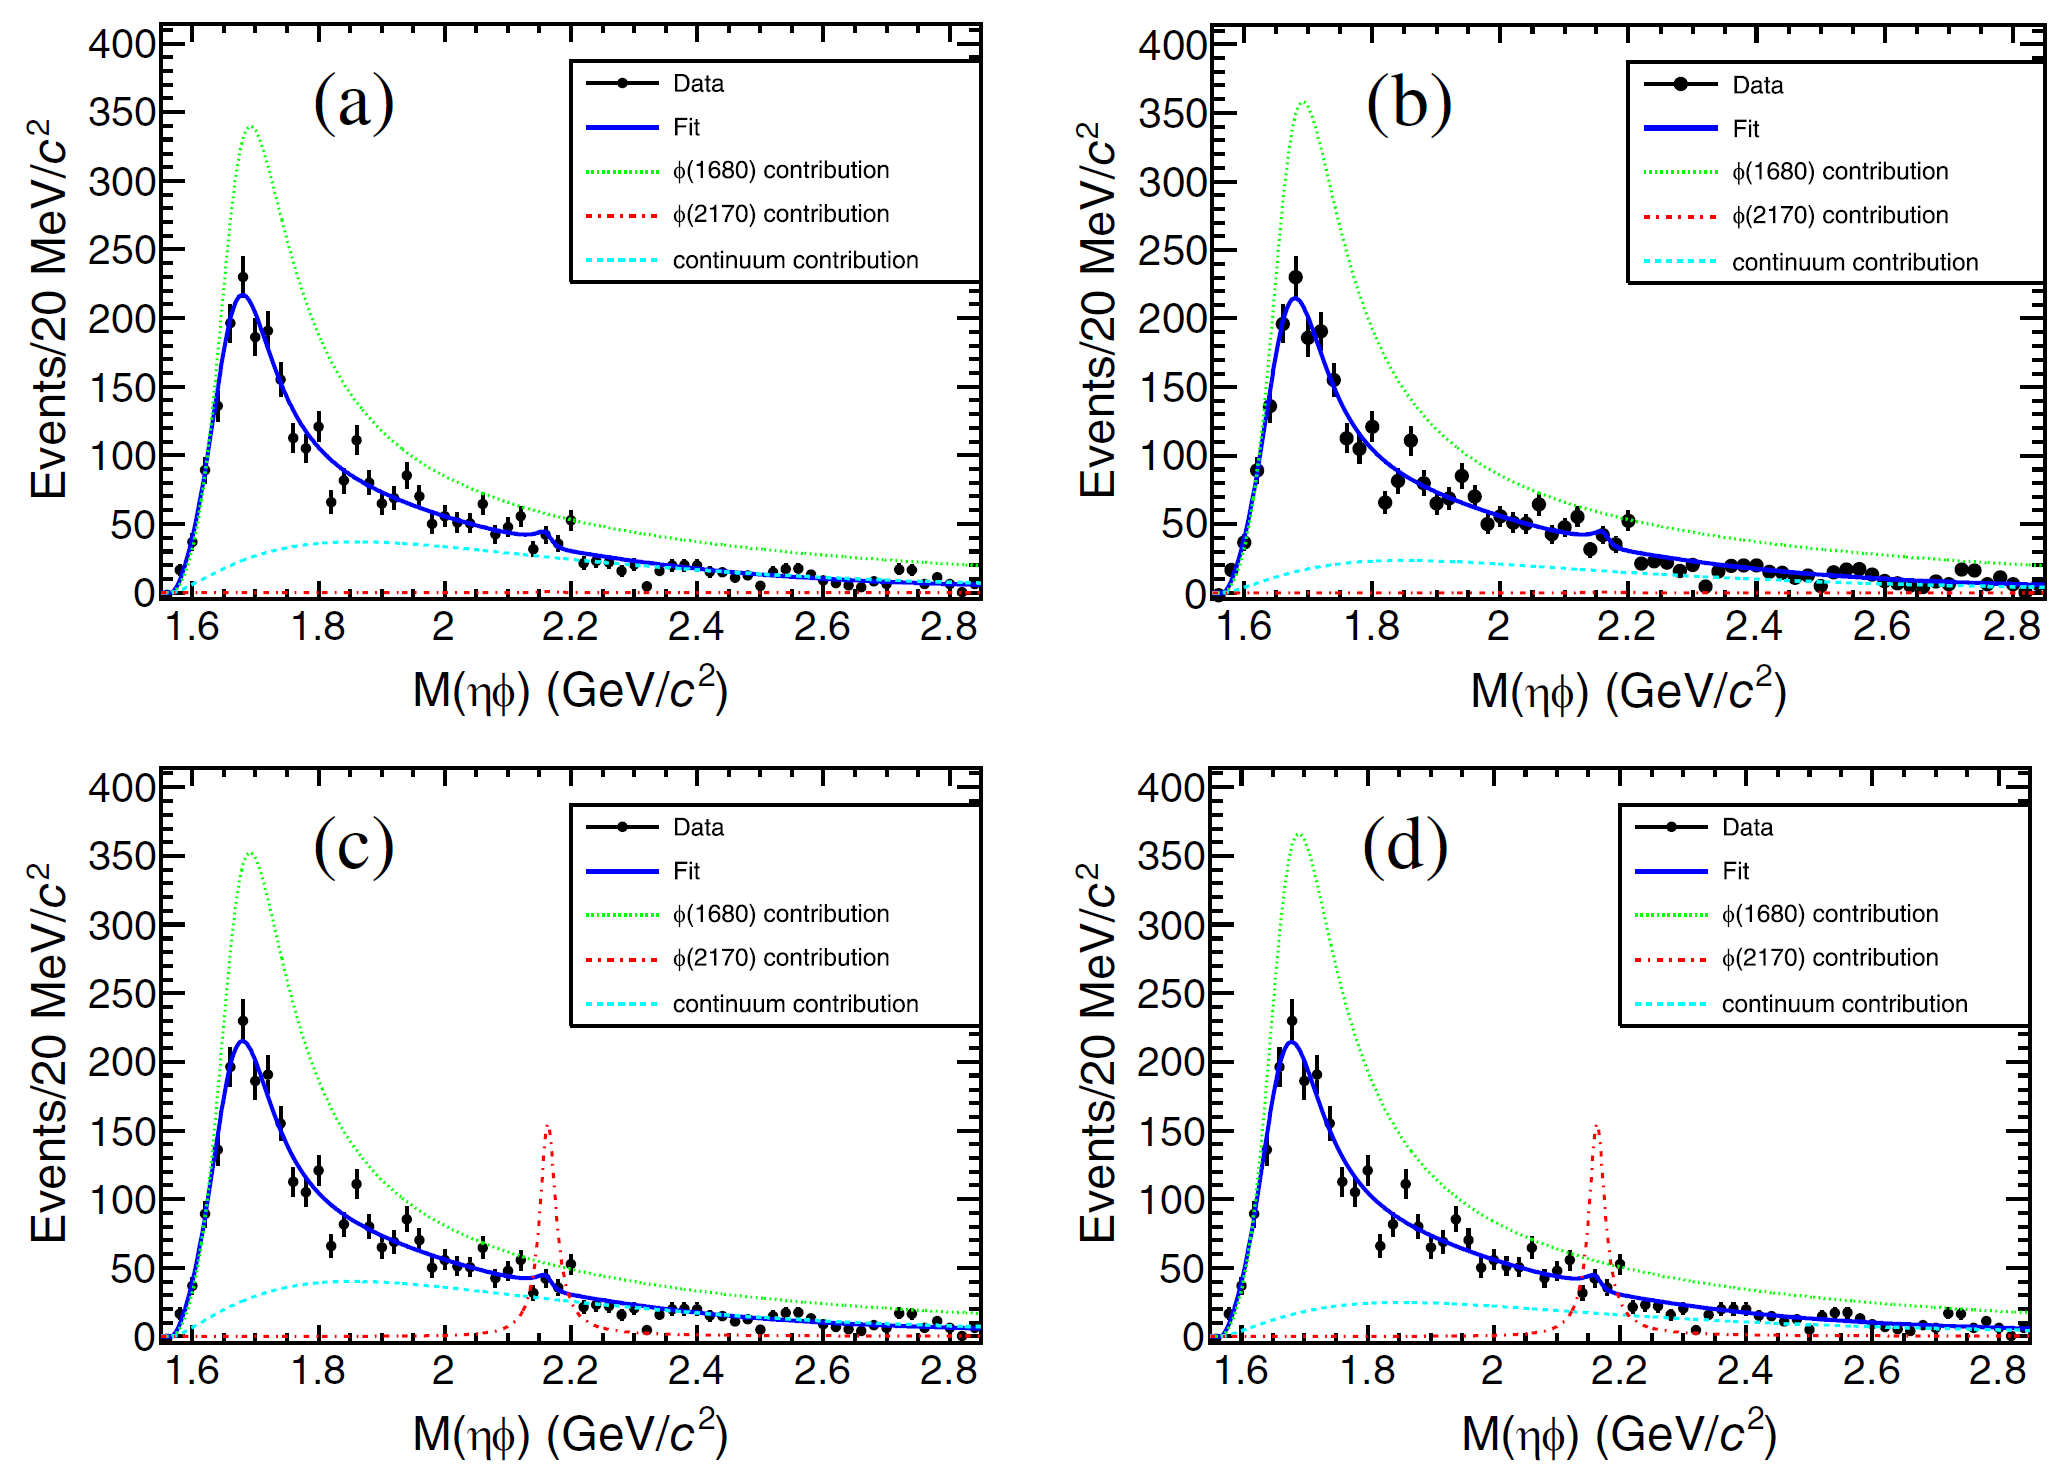 (a)
Events/20 MeV/c²
400
350
300
250
200
150
100
50
0
Data
Fit
ϕ(1680) contribution
ϕ(2170) contribution
continuum contribution
1.6 1.8 2 2.2 2.4 2.6 2.8
M(ηϕ) (GeV/c²)
(b)
Events/20 MeV/c²
400
350
300
250
200
150
100
50
0
Data
Fit
ϕ(1680) contribution
ϕ(2170) contribution
continuum contribution
1.6 1.8 2 2.2 2.4 2.6 2.8
M(ηϕ) (GeV/c²)
(c)
Events/20 MeV/c²
400
350
300
250
200
150
100
50
0
Data
Fit
ϕ(1680) contribution
ϕ(2170) contribution
continuum contribution
1.6 1.8 2 2.2 2.4 2.6 2.8
M(ηϕ) (GeV/c²)
(d)
Events/20 MeV/c²
400
350
300
250
200
150
100
50
0
Data
Fit
ϕ(1680) contribution
ϕ(2170) contribution
continuum contribution
1.6 1.8 2 2.2 2.4 2.6 2.8
M(ηϕ) (GeV/c²)